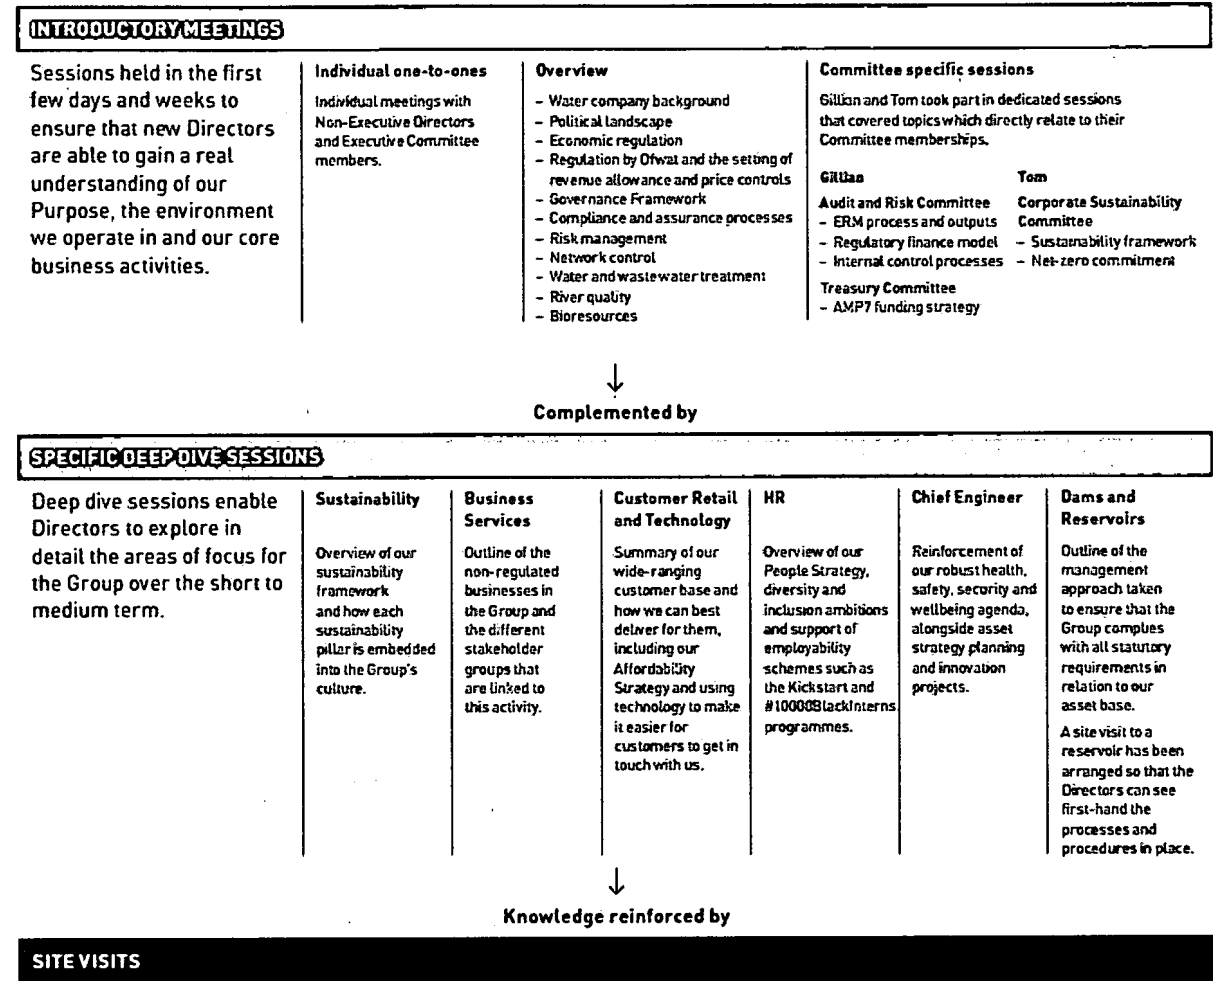 INTRODUCTORY MEETINGS
Sessions held in the first
few days and weeks to
ensure that new Directors
are able to gain a real
understanding of our
Purpose, the environment
we operate in and our core
business activities.
Individual one-to-ones
Individual meetings with
Non-Executive Directors
and Executive Committee
members.
Overview
– Water company background
– Political landscape
– Economic regulation
– Regulation by Ofwat and the setting of
revenue allowance and price controls
– Governance Framework
– Compliance and assurance processes
– Risk management
– Network control
– Water and wastewater treatment
– River quality
– Bioresources
Committee specific sessions
Gillian and Tom took part in dedicated sessions
that covered topics which directly relate to their
Committee memberships.
Gillian
Audit and Risk Committee
– ERM process and outputs
– Regulatory finance model
– Internal control processes
Treasury Committee
– AMP7 funding strategy
Tom
Corporate Sustainability
Committee
– Sustainability framework
– Net-zero commitment
Complemented by
SPECIFIC DEEP DIVE SESSIONS
Deep dive sessions enable
Directors to explore in
detail the areas of focus for
the Group over the short to
medium term.
Sustainability
Overview of our
sustainability
framework
and how each
sustainability
pillar is embedded
into the Group's
culture.
Business
Services
Outline of the
non-regulated
businesses in
the Group and
the different
stakeholder
groups that
are linked to
this activity.
Customer Retail
and Technology
Summary of our
wide-ranging
customer base and
how we can best
deliver for them,
including our
Affordability
Strategy and using
technology to make
it easier for
customers to get in
touch with us.
HR
Overview of our
People Strategy,
diversity and
inclusion ambitions
and support of
employability
schemes such as
the Kickstart and
#10000BlackInterns
programmes.
Chief Engineer
Reinforcement of
our robust health,
safety, security and
wellbeing agenda,
alongside asset
strategy planning
and innovation
projects.
Dams and
Reservoirs
Outline of the
management
approach taken
to ensure that the
Group complies
with all statutory
requirements in
relation to our
asset base.
A site visit to a
reservoir has been
arranged so that the
Directors can see
first-hand the
processes and
procedures in place.
Knowledge reinforced by
SITE VISITS